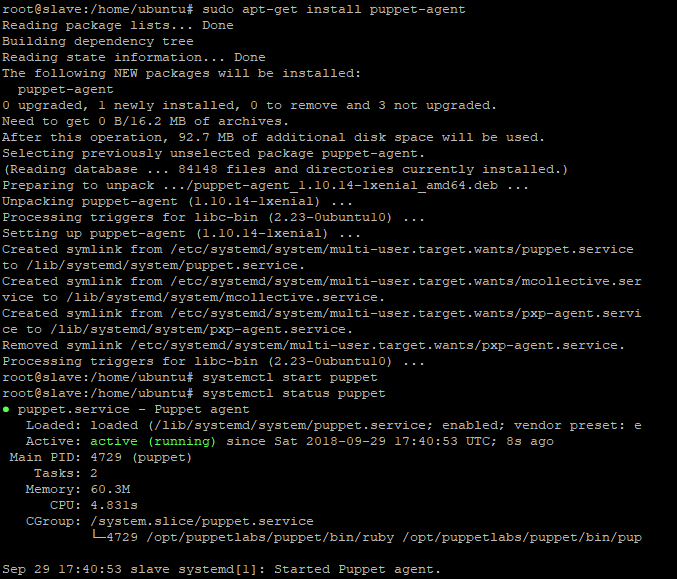 root@slave:/home/ubuntu# sudo apt-get install puppet-agent
Reading package lists... Done
Building dependency tree
Reading state information... Done
The following NEW packages will be installed:
  puppet-agent
0 upgraded, 1 newly installed, 0 to remove and 3 not upgraded.
Need to get 0 B/16.2 MB of archives.
After this operation, 92.7 MB of additional disk space will be used.
Selecting previously unselected package puppet-agent.
(Reading database ... 84148 files and directories currently installed.)
Preparing to unpack .../puppet-agent_1.10.14-1xenial_amd64.deb ...
Unpacking puppet-agent (1.10.14-1xenial) ...
Processing triggers for libc-bin (2.23-0ubuntu10) ...
Setting up puppet-agent (1.10.14-1xenial) ...
Created symlink from /etc/systemd/system/multi-user.target.wants/puppet.service
to /lib/systemd/system/puppet.service.
Created symlink from /etc/systemd/system/multi-user.target.wants/mcollective.ser
vice to /lib/systemd/system/mcollective.service.
Created symlink from /etc/systemd/system/multi-user.target.wants/pxp-agent.servi
ce to /lib/systemd/system/pxp-agent.service.
Removed symlink /etc/systemd/system/multi-user.target.wants/pxp-agent.service.
Processing triggers for libc-bin (2.23-0ubuntu10) ...
root@slave:/home/ubuntu# systemctl start puppet
root@slave:/home/ubuntu# systemctl status puppet
● puppet.service - Puppet agent
   Loaded: loaded (/lib/systemd/system/puppet.service; enabled; vendor preset: e
   Active: active (running) since Sat 2018-09-29 17:40:53 UTC; 8s ago
 Main PID: 4729 (puppet)
    Tasks: 2
   Memory: 60.3M
      CPU: 4.831s
   CGroup: /system.slice/puppet.service
           └─4729 /opt/puppetlabs/puppet/bin/ruby /opt/puppetlabs/puppet/bin/pup
Sep 29 17:40:53 slave systemd[1]: Started Puppet agent.